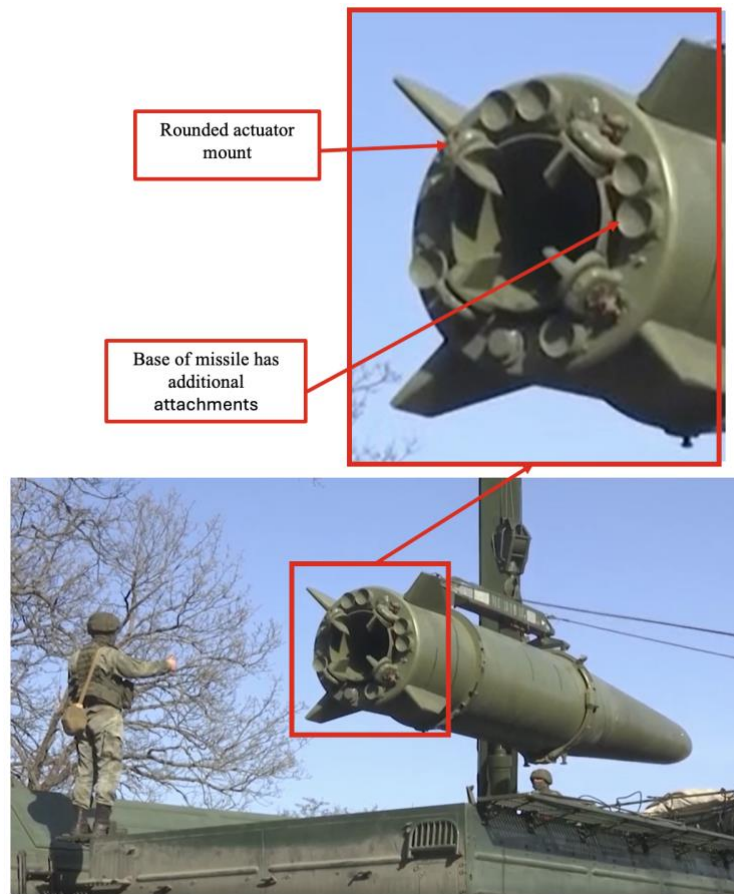 Rounded actuator
mount
Base of missile has
additional
attachments